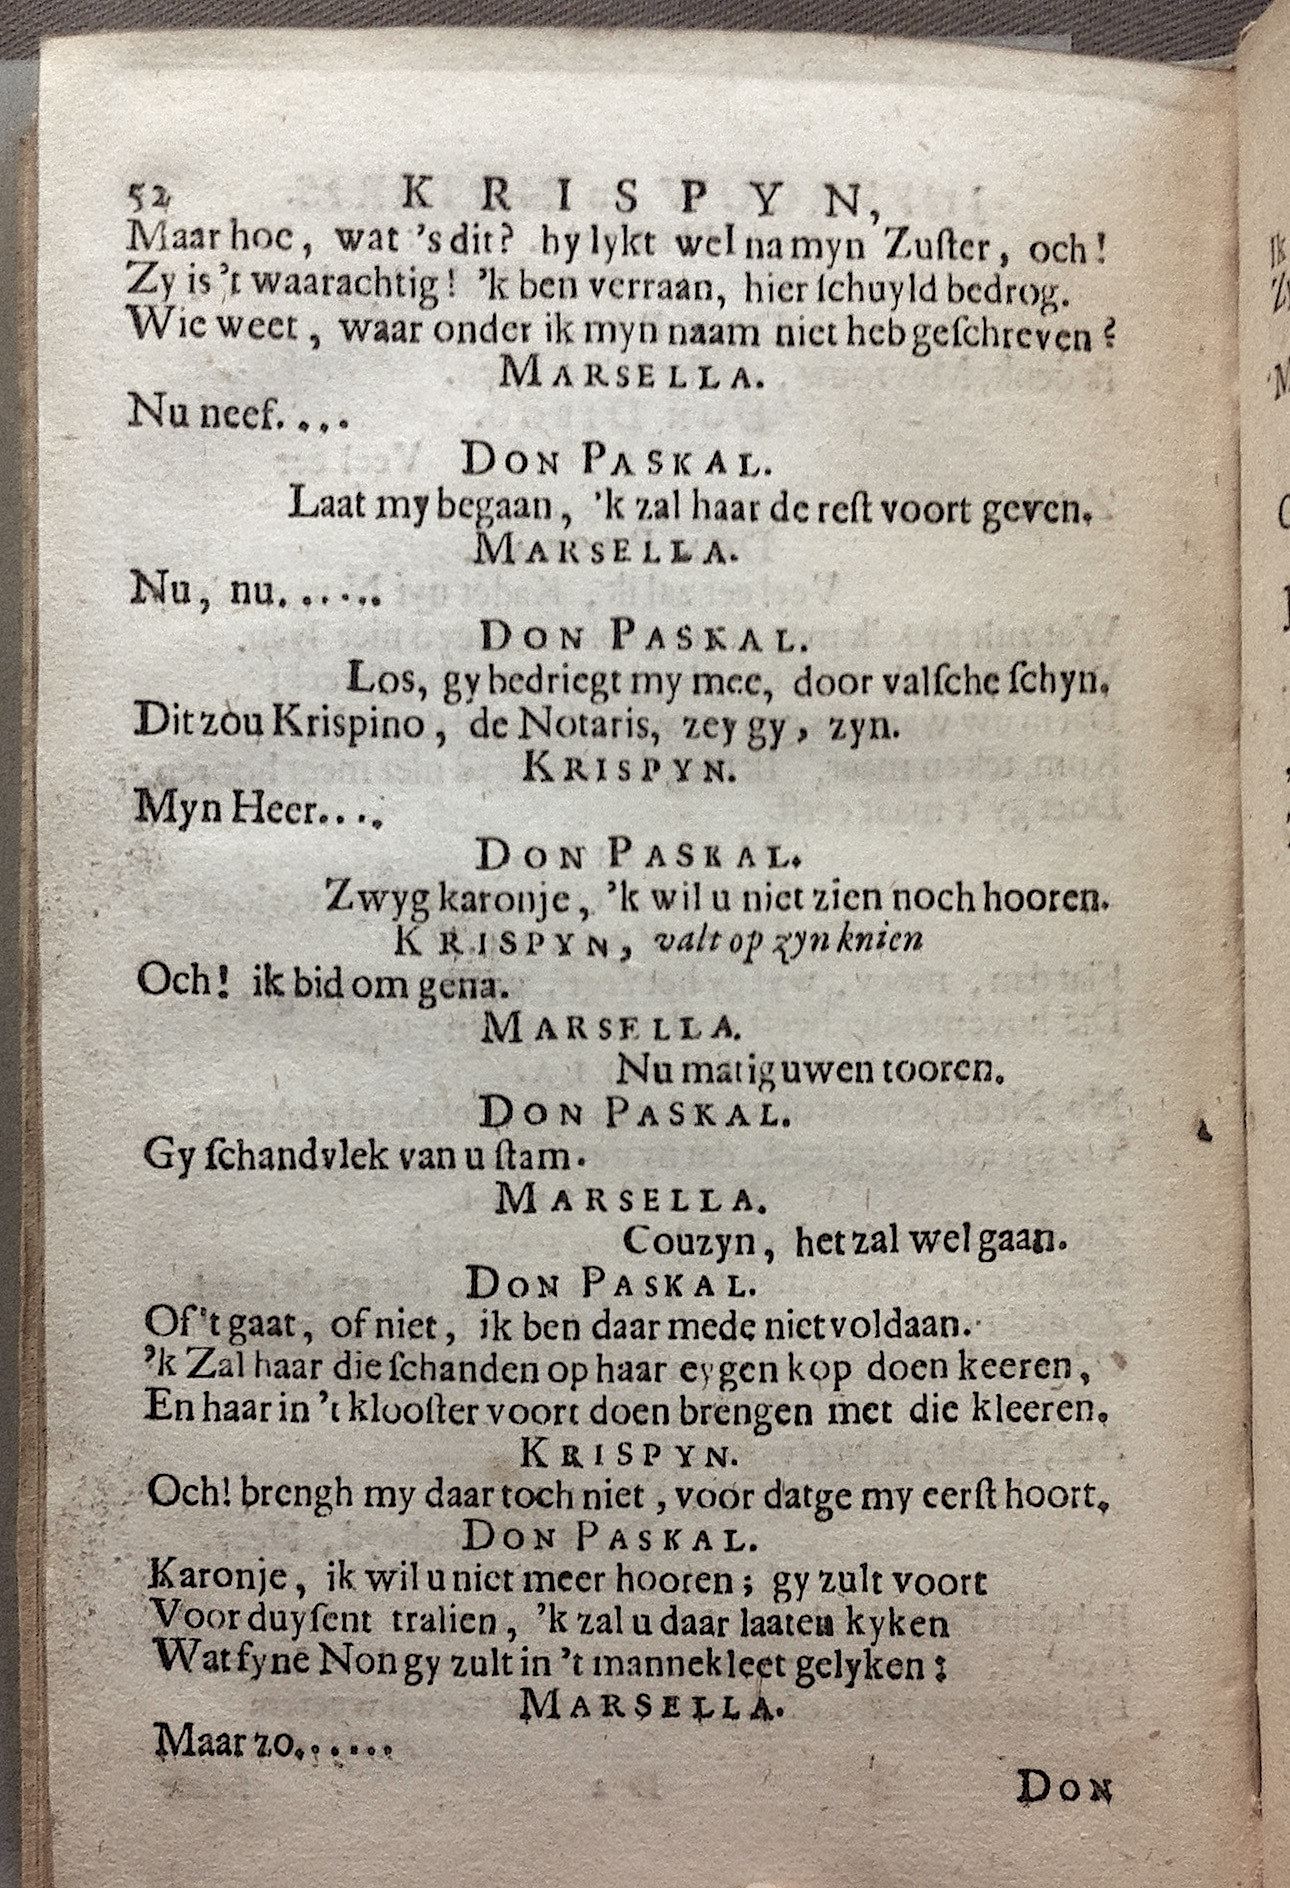 52 KRISPYN,
Maar hoe, wat 's dit? hy lykt wel na myn Zuſter, och!
Zy is 't waarachtig! 'k ben verraan, hier ſchuyld bedrog.
Wie weet, waar onder ik myn naam niet heb geſchreven?
MARSELLA.
Nu neef....
DON PASKAL.
Laat my begaan, 'k zal haar de reſt voort geven.
MARSELLA.
Nu, nu......
DON PASKAL.
Los, gy bedriegt my mee, door valſche ſchyn.
Dit zou Krispino, de Notaris, zey gy, zyn.
KRISPYN.
Myn Heer....
DON PASKAL.
Zwyg karonje, 'k wil u niet zien noch hooren.
KRISPYN, valt op zyn knien
Och! ik bid om gena.
MARSELLA.
Nu matig uwen tooren.
DON PASKAL.
Gy ſchandvlek van u ſtam.
MARSELLA.
Couzyn, het zal wel gaan.
DON PASKAL.
Of 't gaat, of niet, ik ben daar mede niet voldaan.
'k Zal haar die ſchanden op haar eygen kop doen keeren,
En haar in 't klooſter voort doen brengen met die kleeren.
KRISPYN.
Och! brengh my daar toch niet, voor dat ge my eerſt hoort.
DON PASKAL.
Karonje, ik wil u niet meer hooren; gy zult voort
Voor duyſent tralien, 'k zal u daar laaten kyken
Wat fyne Non gy zult in 't mannekleet gelyken:
MARSELLA.
Maar zo......
DON